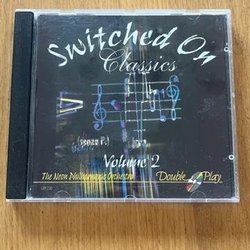 Switched On
Classics
Volume 2
The Neon Philharmonic Orchestra
Double Play